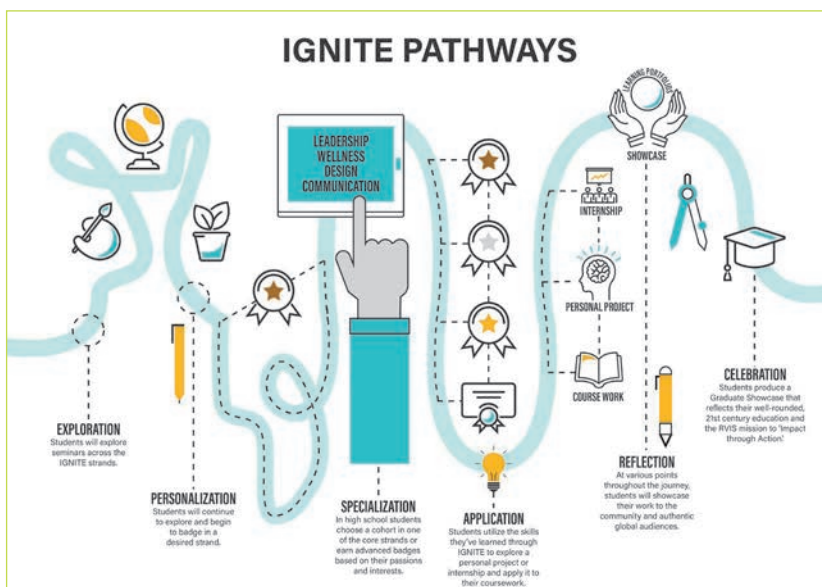 IGNITE PATHWAYS
LEADERSHIP
WELLNESS
DESIGN
COMMUNICATION
LEARNING PORTFOLIOS
SHOWCASE
INTERNSHIP
PERSONAL PROJECT
COURSE WORK
EXPLORATION
Students will explore
seminars across the
IGNITE strands.
PERSONALIZATION
Students will continue
to explore and begin
to badge in a
desired strand.
SPECIALIZATION
In high school students
choose a cohort in one
of the core strands or
earn advanced badges
based on their passions
and interests.
APPLICATION
Students utilize the skills
they've learned through
IGNITE to explore a
personal project or
internship and apply it to
their coursework.
REFLECTION
At various points
throughout the journey,
students will showcase
their work to the
community and authentic
global audiences.
CELEBRATION
Students produce a
Graduate Showcase that
reflects their well-rounded,
21st century education and
the RVIS mission to 'Impact
through Action.'